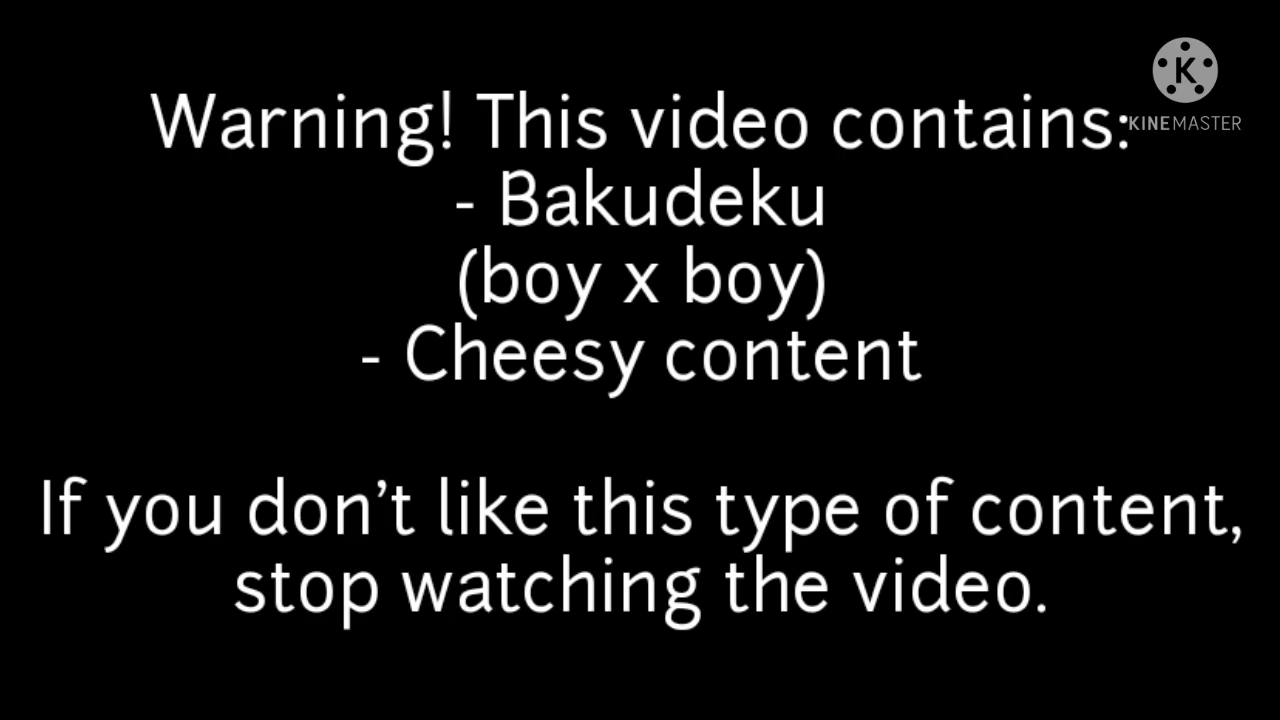 Warning! This video contains:
- Bakudeku
(boy x boy)
- Cheesy content
If you don’t like this type of content,
stop watching the video.
K
KINEMASTER